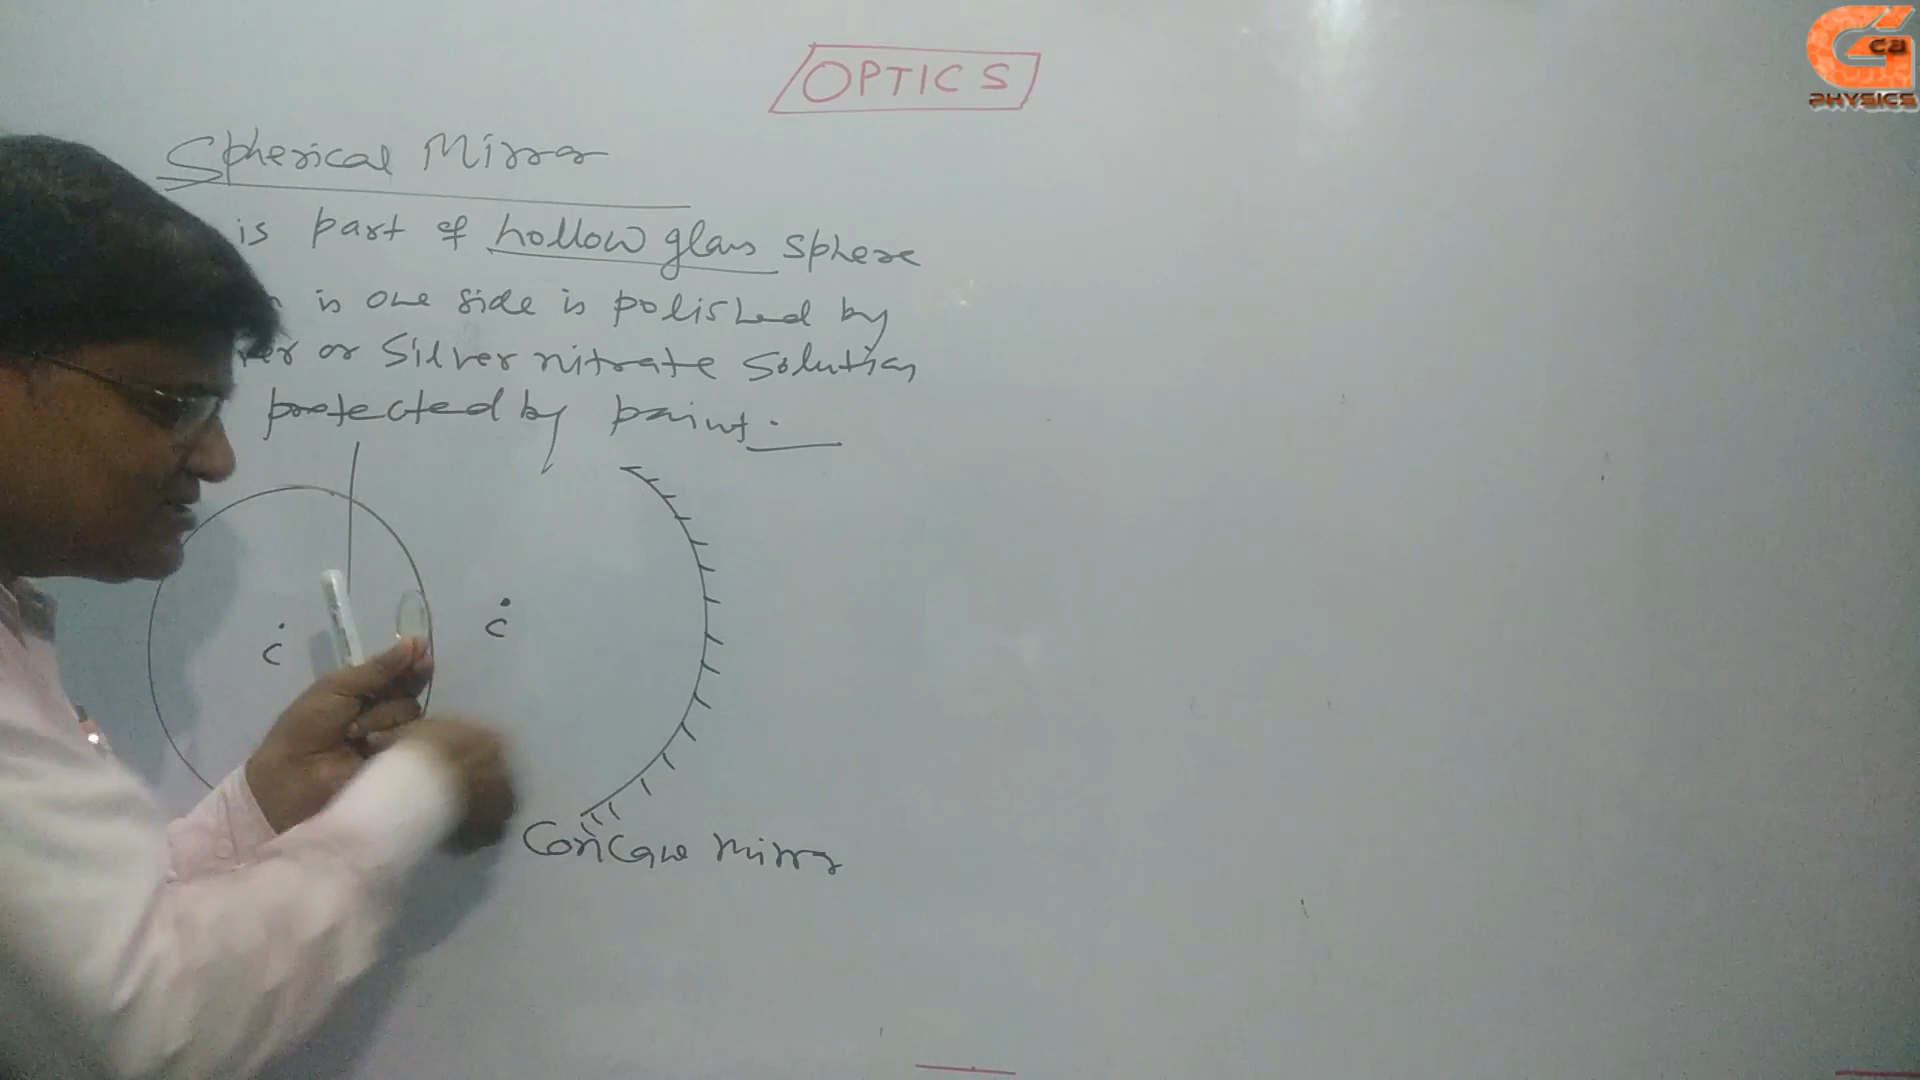 OPTICS
Spherical Mirror
is part of hollow glass sphere
is one side is polished by
or Silver nitrate Solution
protected by paint.
C
C
Concave mirror
G
CB
PHYSICS